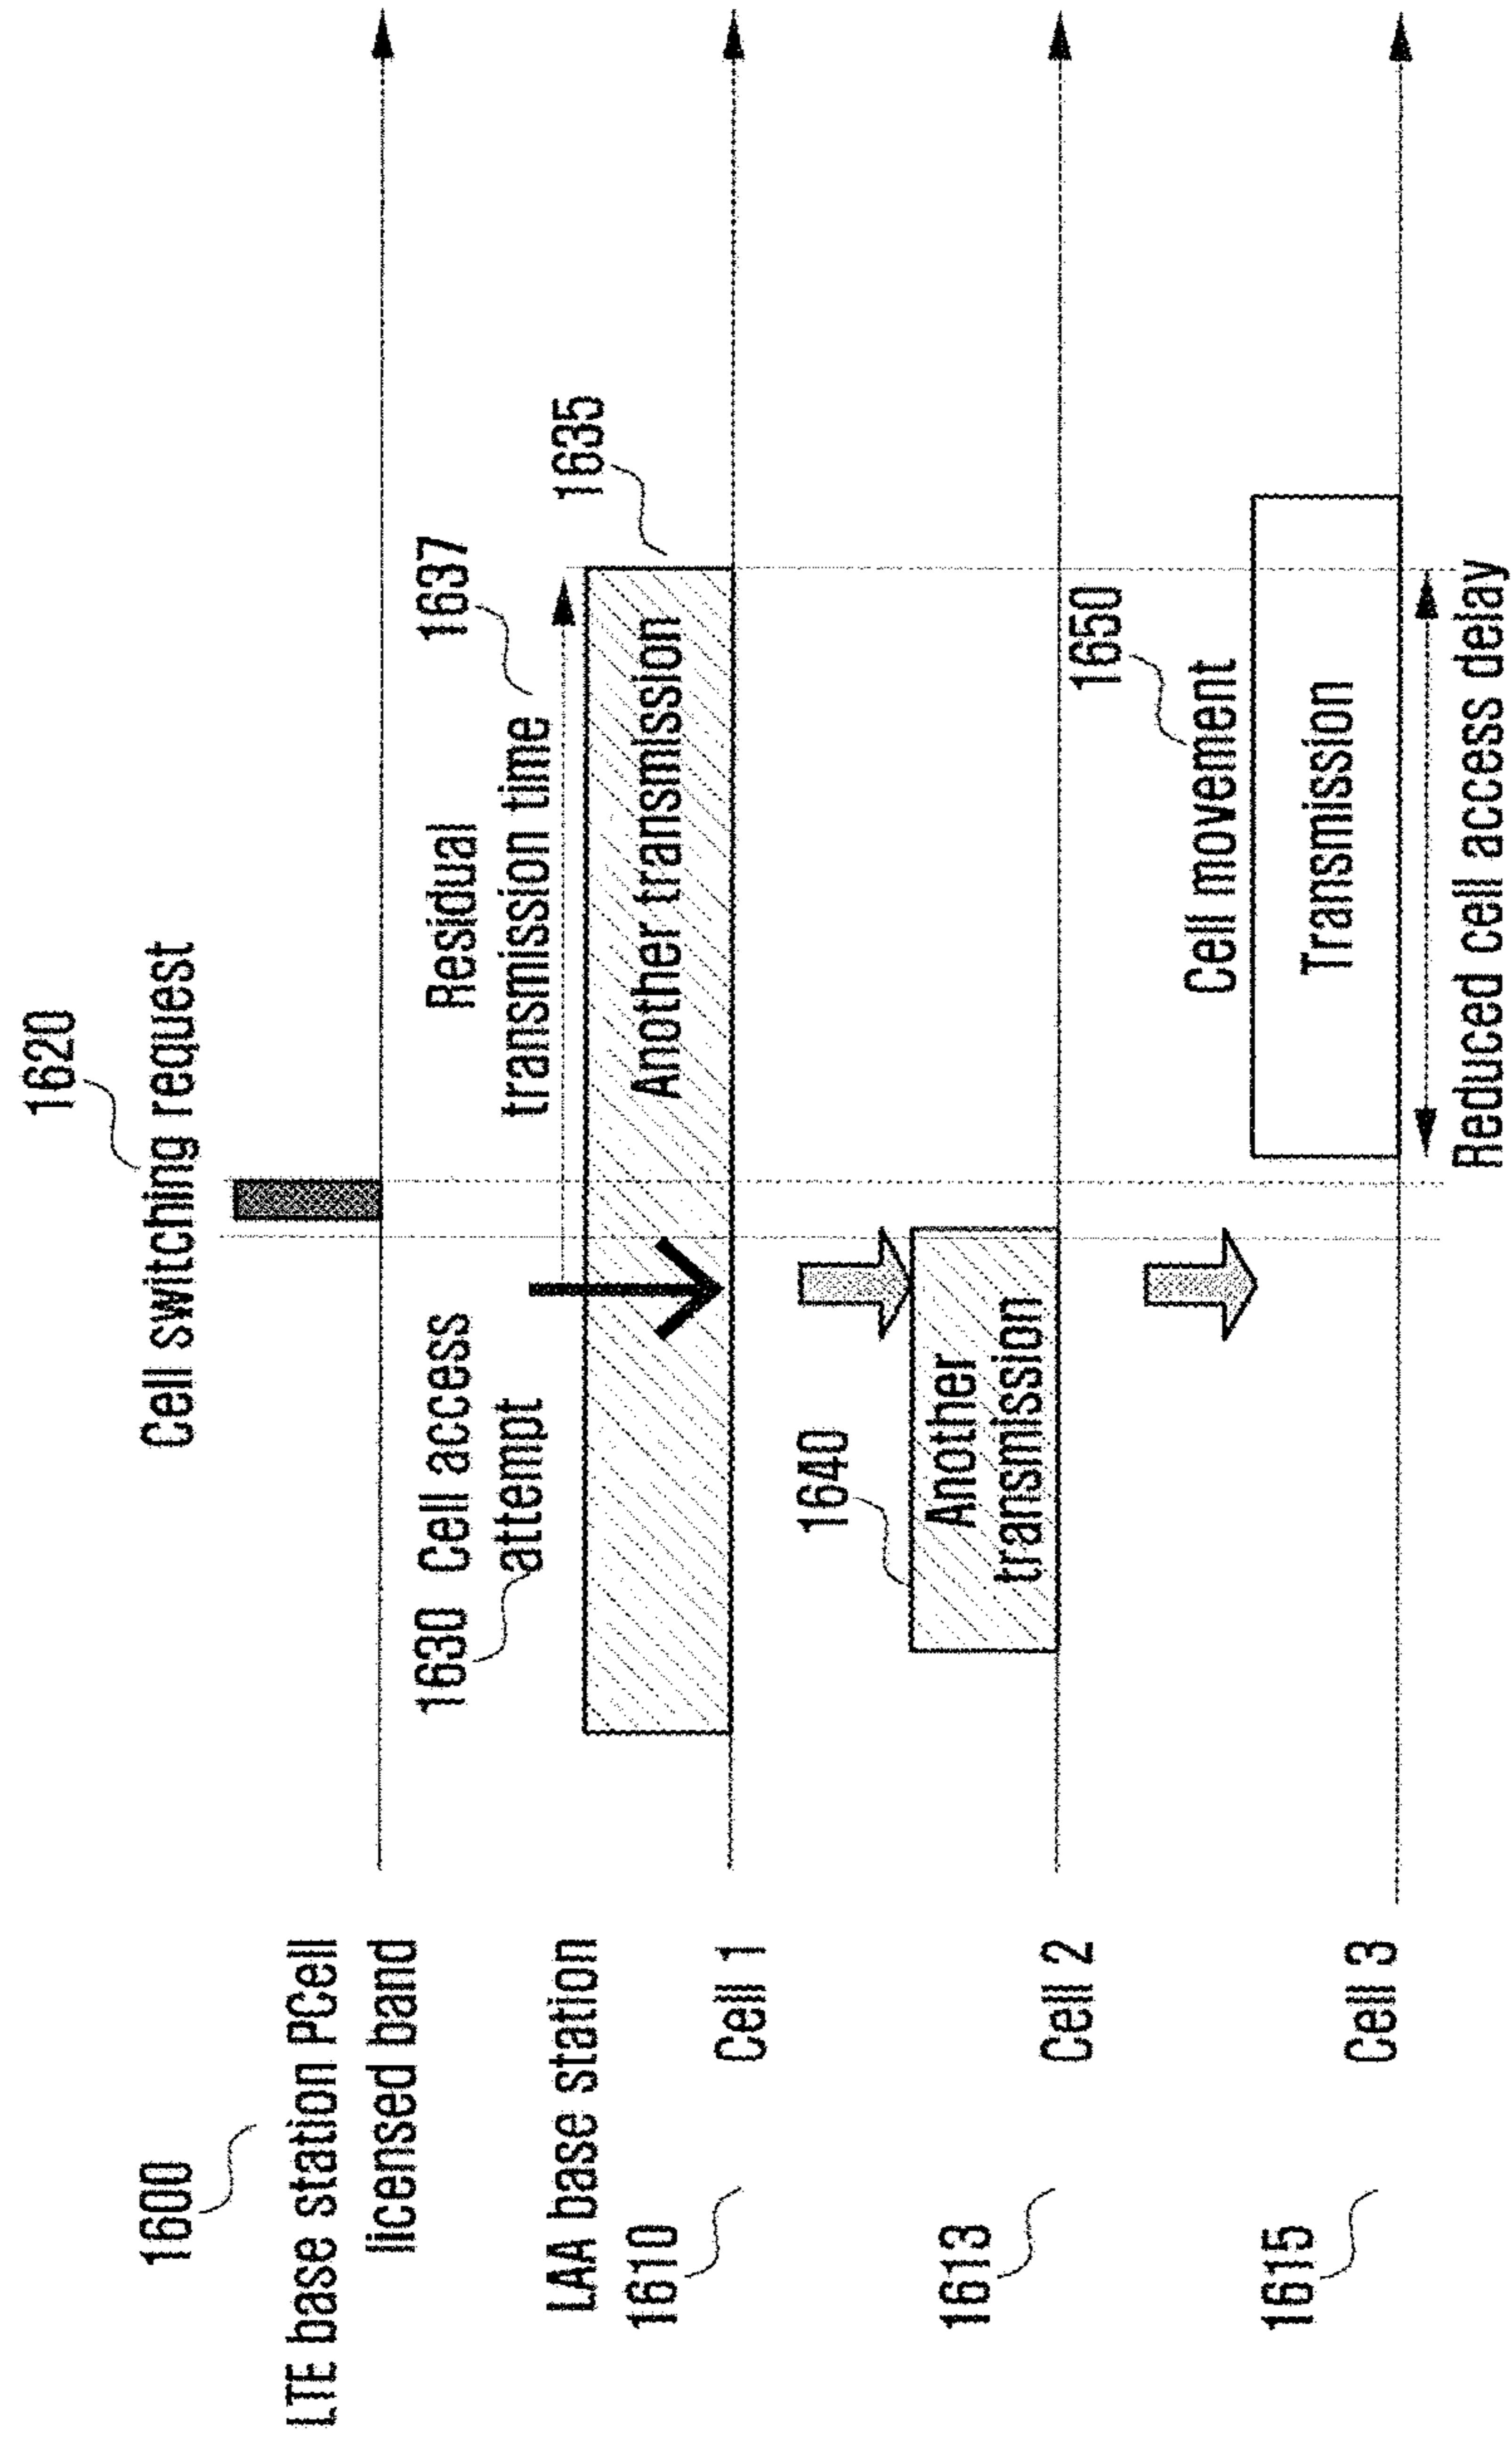 1620
Cell switching request
1600
LTE base station PCell
licensed band
1630 Cell access
attempt
Residual
transmission time
1637
LAA base station
1610
Cell 1
Another transmission
1635
1640
Another
transmission
1613
Cell 2
1650
Cell movement
Transmission
1615
Cell 3
Reduced cell access delay